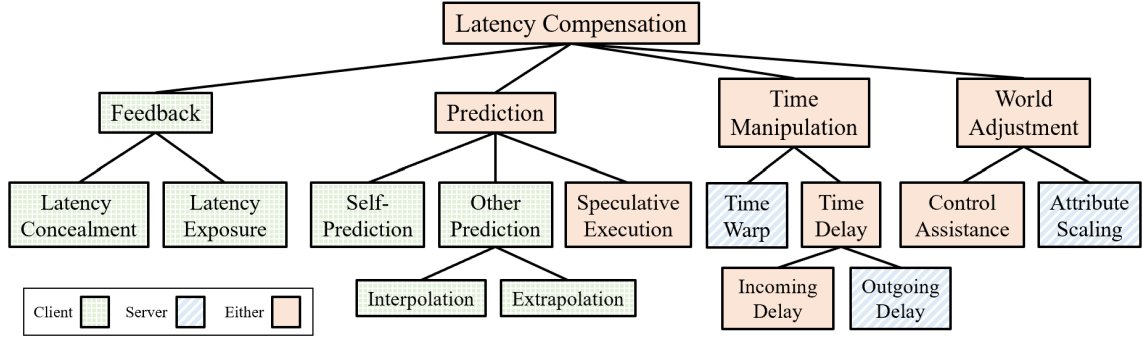 Latency Compensation
Feedback
Prediction
Time
Manipulation
World
Adjustment
Latency
Concealment
Latency
Exposure
Self-
Prediction
Other
Prediction
Speculative
Execution
Time
Warp
Time
Delay
Control
Assistance
Attribute
Scaling
Interpolation
Extrapolation
Incoming
Delay
Outgoing
Delay
Client
Server
Either